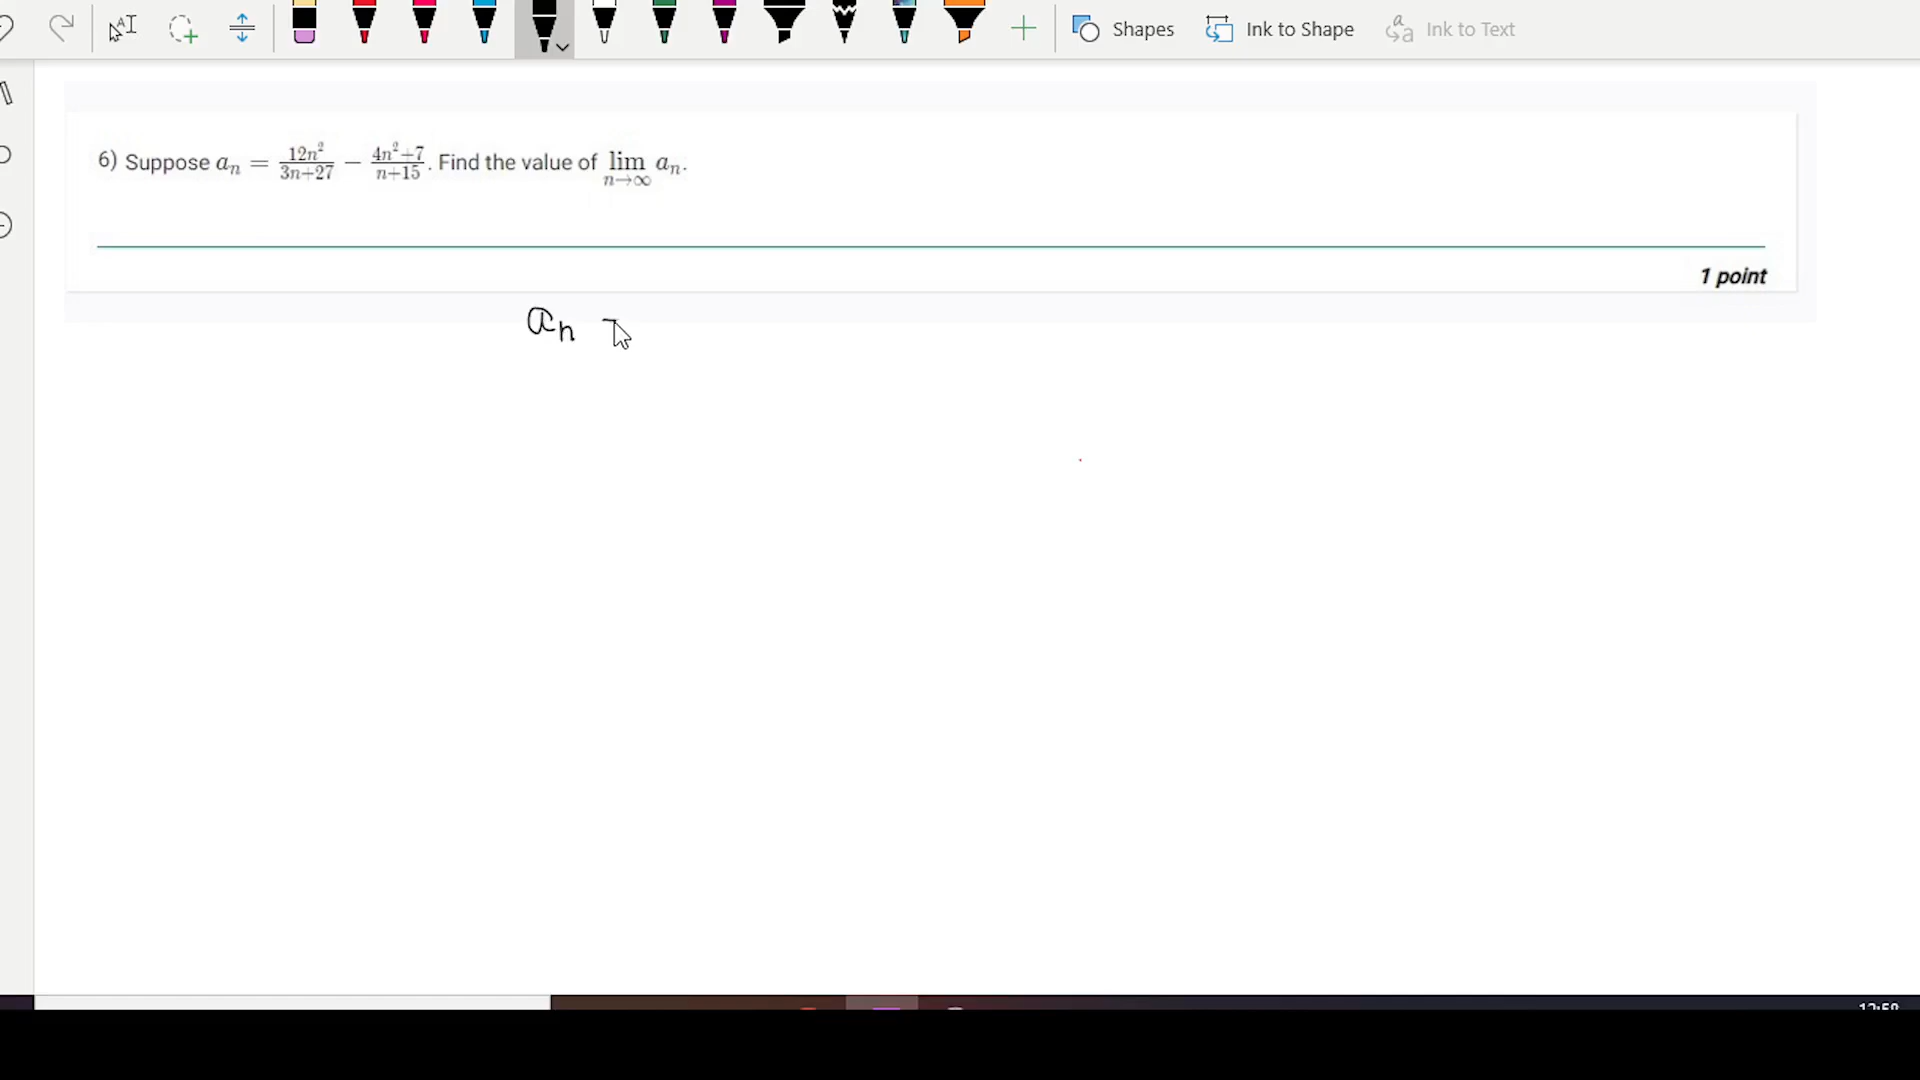 Shapes Ink to Shape Ink to Text
6) Suppose aₙ = 12n²/3n+27 − 4n²+7/n+15. Find the value of lim n→∞ aₙ.
1 point
aₙ